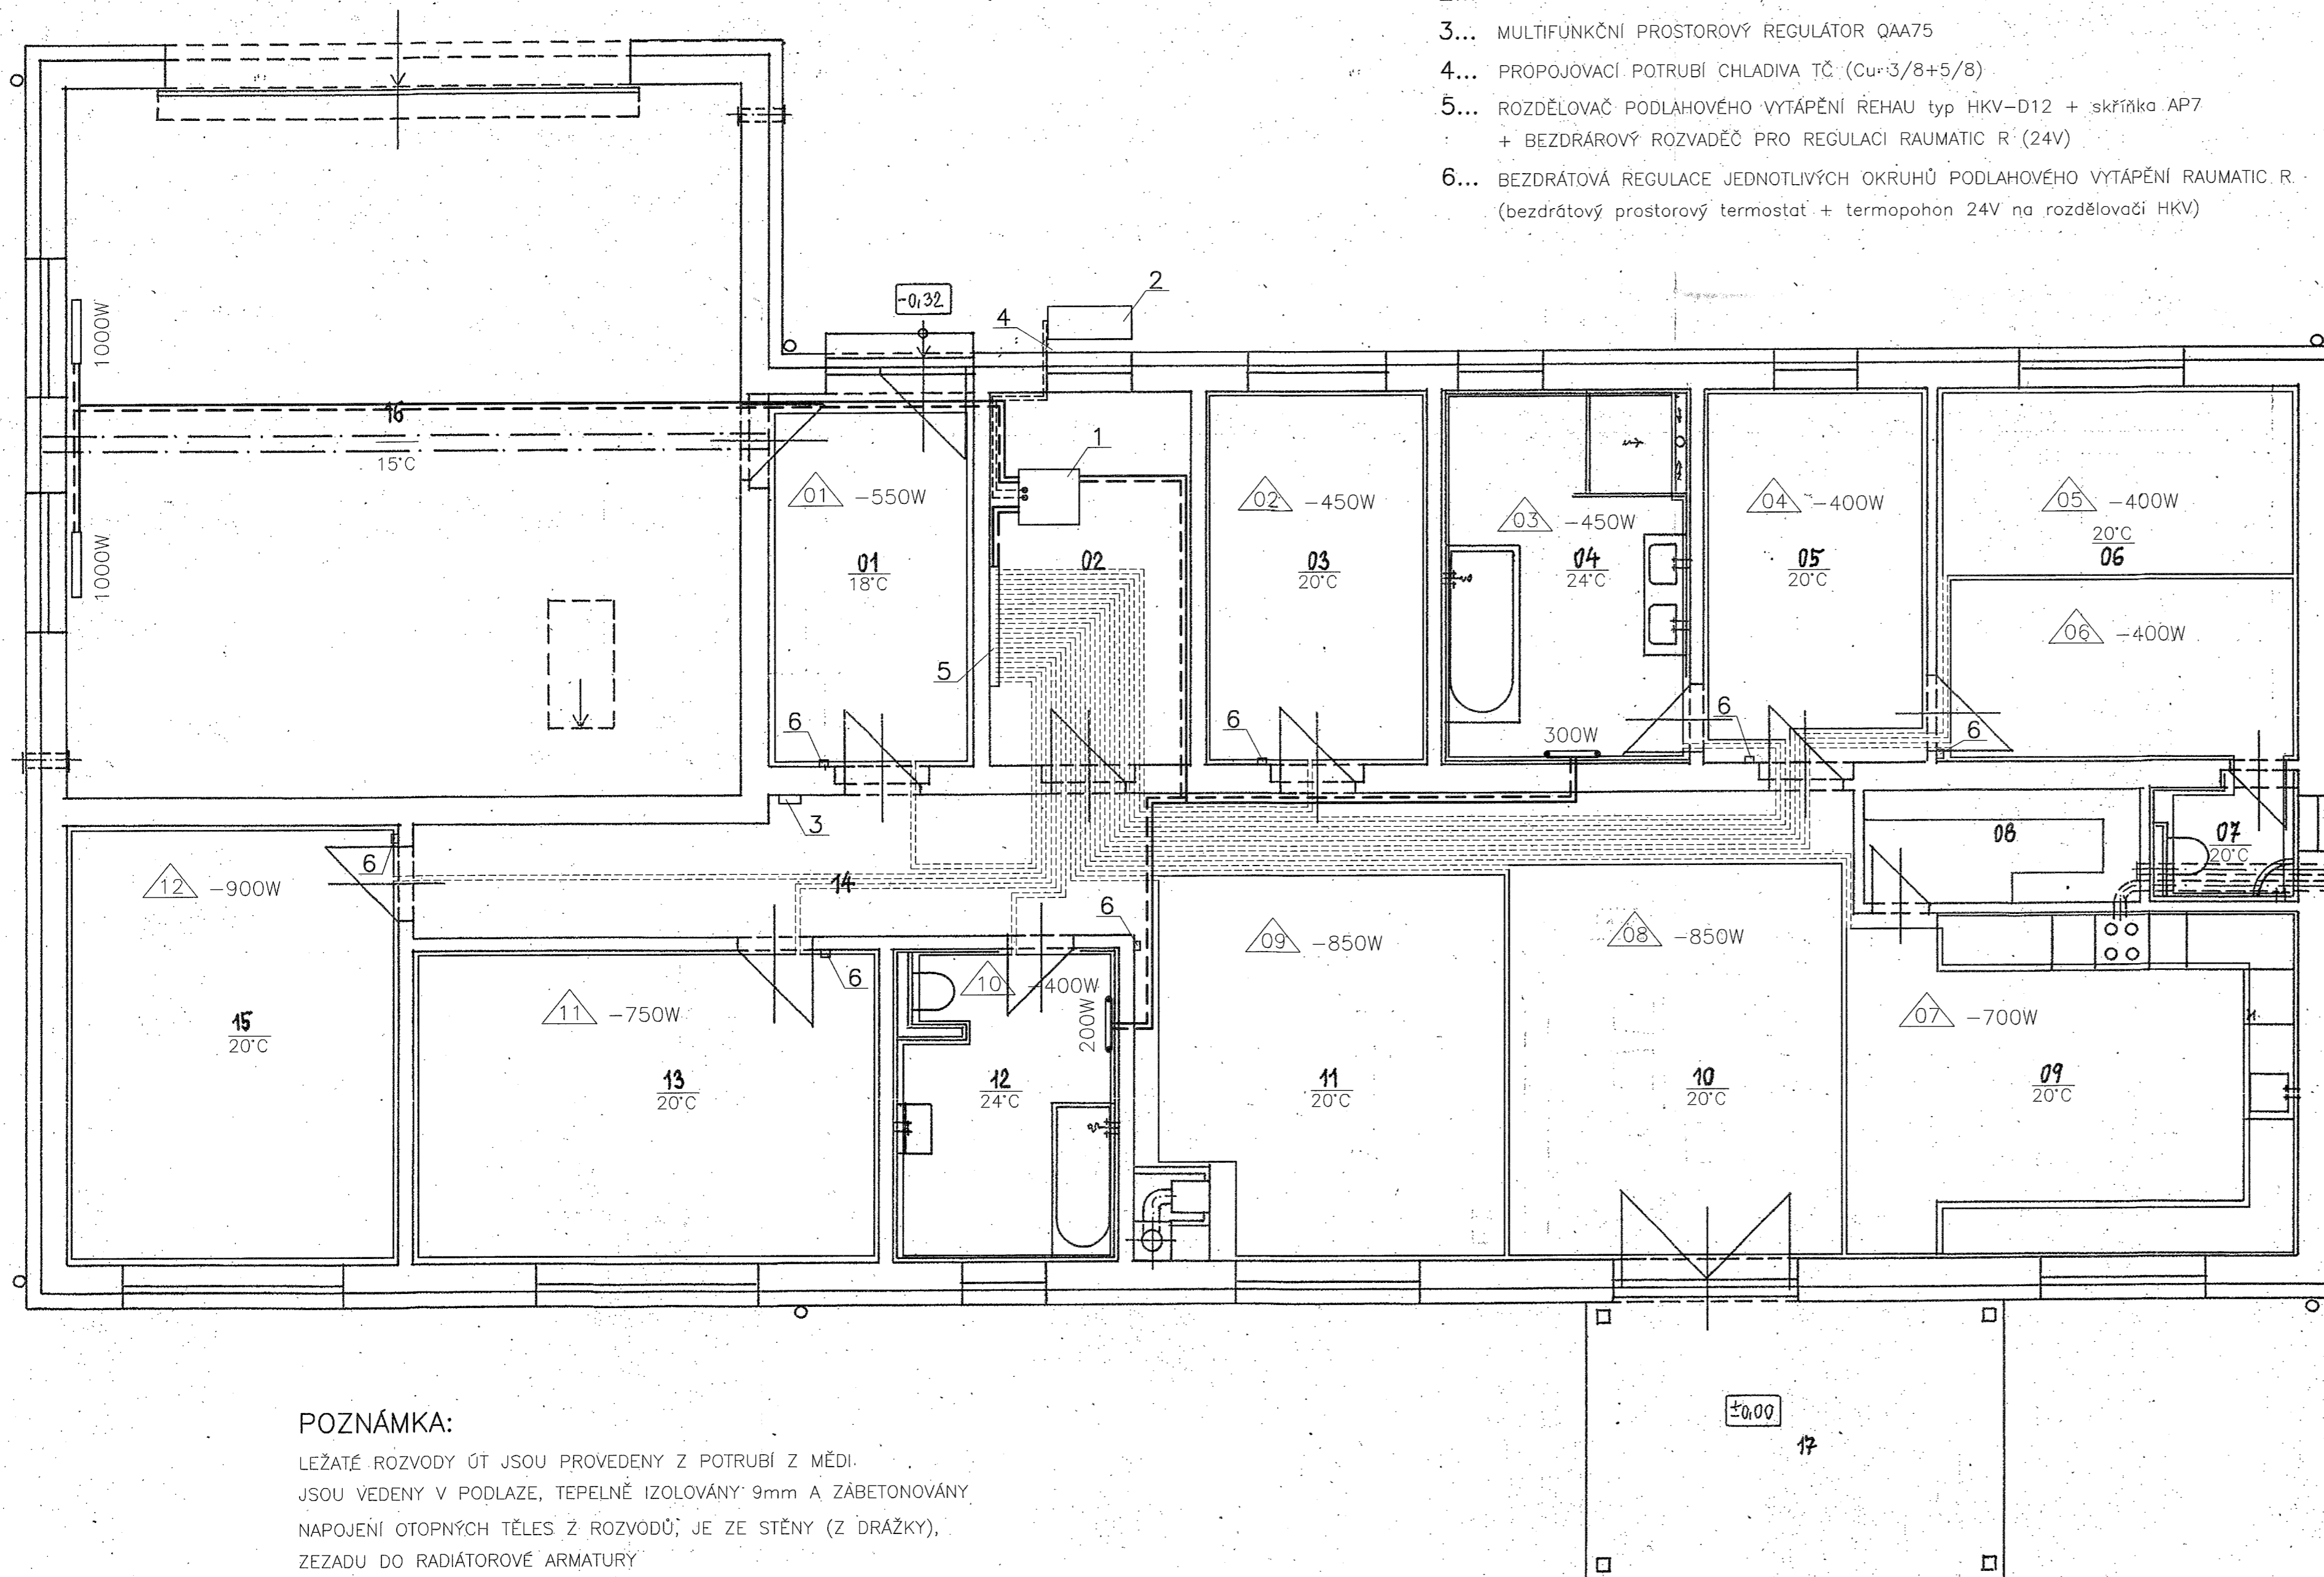 3... MULTIFUNKČNÍ PROSTOROVÝ REGULÁTOR QAA75
4... PROPOJOVACÍ POTRUBÍ CHLADIVA TČ (Cu-3/8+5/8)
5... ROZDĚLOVAČ PODLAHOVÉHO VYTÁPĚNÍ REHAU typ HKV-D12 + skříňka AP7
+ BEZDRÁROVÝ ROZVADĚČ PRO REGULACI RAUMATIC R (24V)
6... BEZDRÁTOVÁ REGULACE JEDNOTLIVÝCH OKRUHŮ PODLAHOVÉHO VYTÁPĚNÍ RAUMATIC R
(bezdrátový prostorový termostat + termopohon 24V na rozdělovači HKV)
-0,32
2
4
1000W
16
15°C
1
01 -550W
02 -450W
03 -450W
04 -400W
05 -400W
20°C
06
01
18°C
02
03
20°C
04
24°C
05
20°C
1000W
06 -400W
5
6
6
300W
6
6
3
08
07
20°C
6
12 -900W
14
6
09 -850W
08 -850W
6
10 -400W
11 -750W
200W
07 -700W
15
20°C
13
20°C
12
24°C
11
20°C
10
20°C
09
20°C
±0,00
17
POZNÁMKA:
LEŽATÉ ROZVODY ÚT JSOU PROVEDENY Z POTRUBÍ Z MĚDI.
JSOU VEDENY V PODLAZE, TEPELNĚ IZOLOVÁNY 9mm A ZABETONOVÁNY
NAPOJENÍ OTOPNÝCH TĚLES Z ROZVODŮ, JE ZE STĚNY (Z DRÁŽKY),
ZEZADU DO RADIÁTOROVÉ ARMATURY